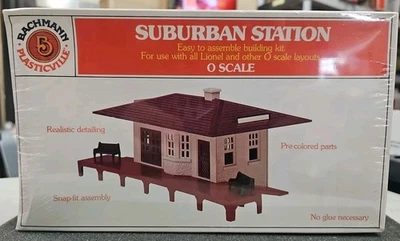 BACHMANN
PLASTICVILLE
SUBURBAN STATION
Easy to assemble building kit.
For use with all Lionel and other O scale layouts
O SCALE
Realistic detailing
Pre-colored parts
Snap-fit assembly
No glue necessary